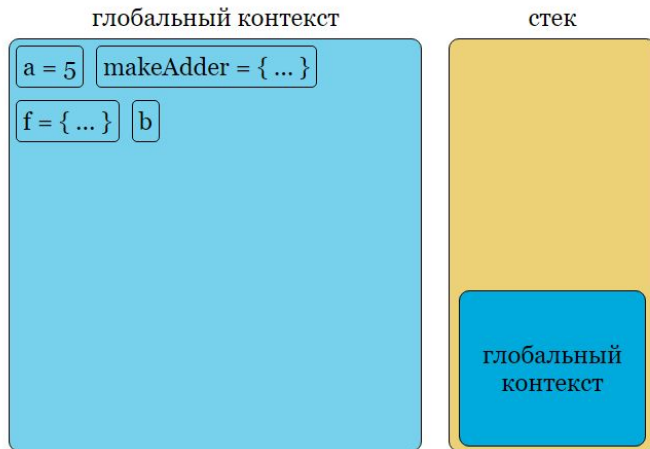 глобальный контекст
стек
a = 5 makeAdder = { ... }
f = { ... } b
глобальный
контекст